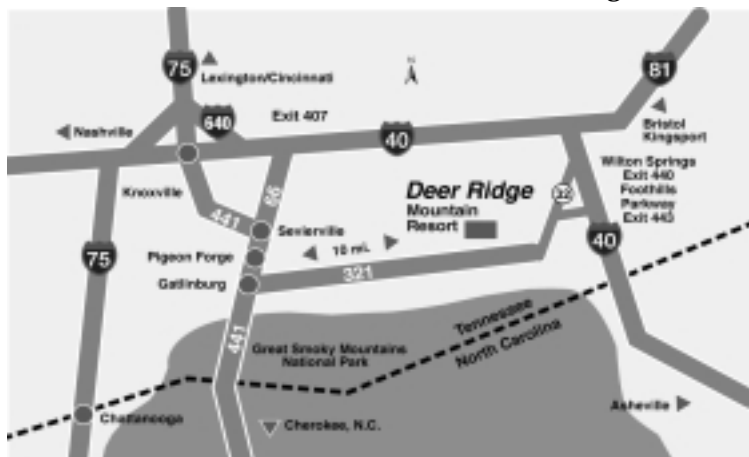 75
Lexington/Cincinnati
N
81
640
Exit 407
Nashville
40
Bristol
Kingsport
Wilton Springs
Exit 440
Foothills
Parkway
Exit 443
Knoxville
66
Deer Ridge
Mountain
Resort
32
441
Sevierville
10 mi.
40
75
Pigeon Forge
321
Gatlinburg
441
Tennessee
North Carolina
Great Smoky Mountains
National Park
Asheville
Chattanooga
Cherokee, N.C.